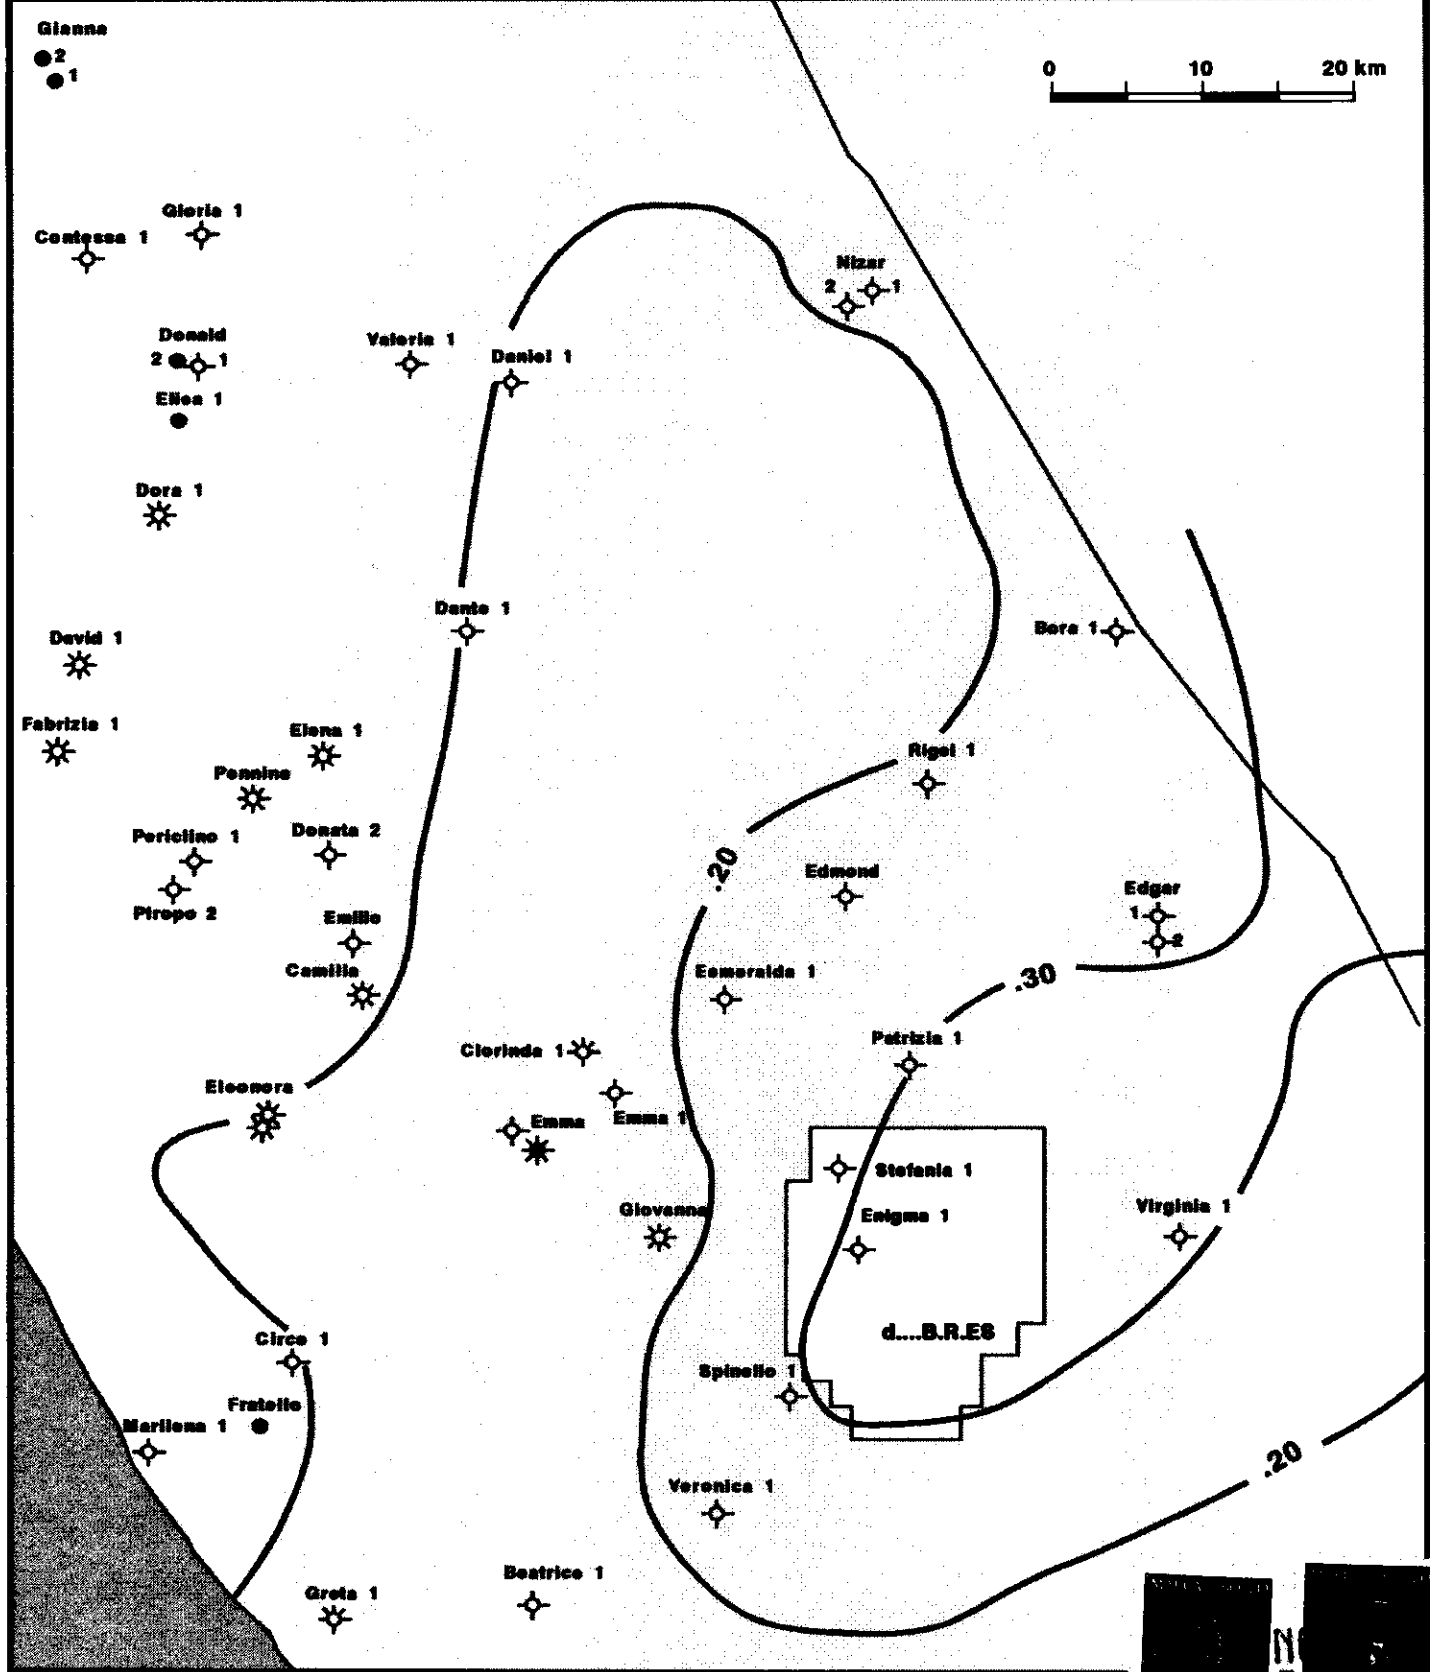 Gianna
2
1
0 10 20 km
Gloria 1
Contessa 1
Nizar
2 1
Donald
2 1
Valeria 1
Daniel 1
Elisa 1
Dora 1
Dante 1
Bora 1
David 1
Fabrizia 1
Elena 1
Rigel 1
Pennina
Periclino 1
Donata 2
.20
Edmond
Edgar
1
2
Piropo 2
Emilio
Camilla
Esmeralda 1
.30
Patrizia 1
Clorinda 1
Eleonora
Emma
Emma 1
Stefania 1
Giovanna
Enigma 1
Virginia 1
d....B.R.ES
Circe 1
Spinello 1
Fratello
Marilena 1
.20
Veronica 1
Beatrice 1
Greta 1